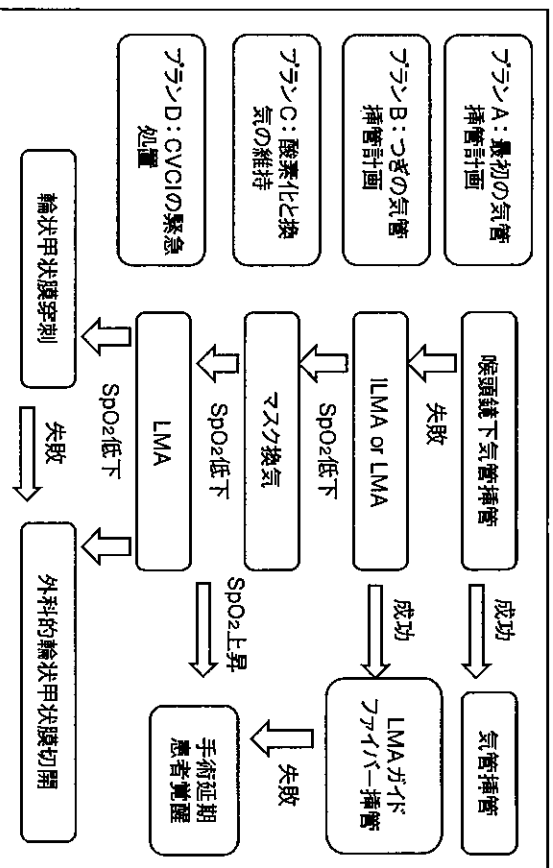 プランA:最初の気管
挿管計画
喉頭鏡下気管挿管
成功
気管挿管
失敗
プランB:つぎの気管
挿管計画
ILMA or LMA
成功
LMAガイド
ファイバー挿管
SpO₂低下
失敗
プランC:酸素化と換
気の維持
マスク換気
SpO₂低下
SpO₂上昇
手術延期
患者覚醒
プランD:CVCIの緊急
処置
LMA
SpO₂低下
輪状甲状膜穿刺
失敗
外科的輪状甲状膜切開